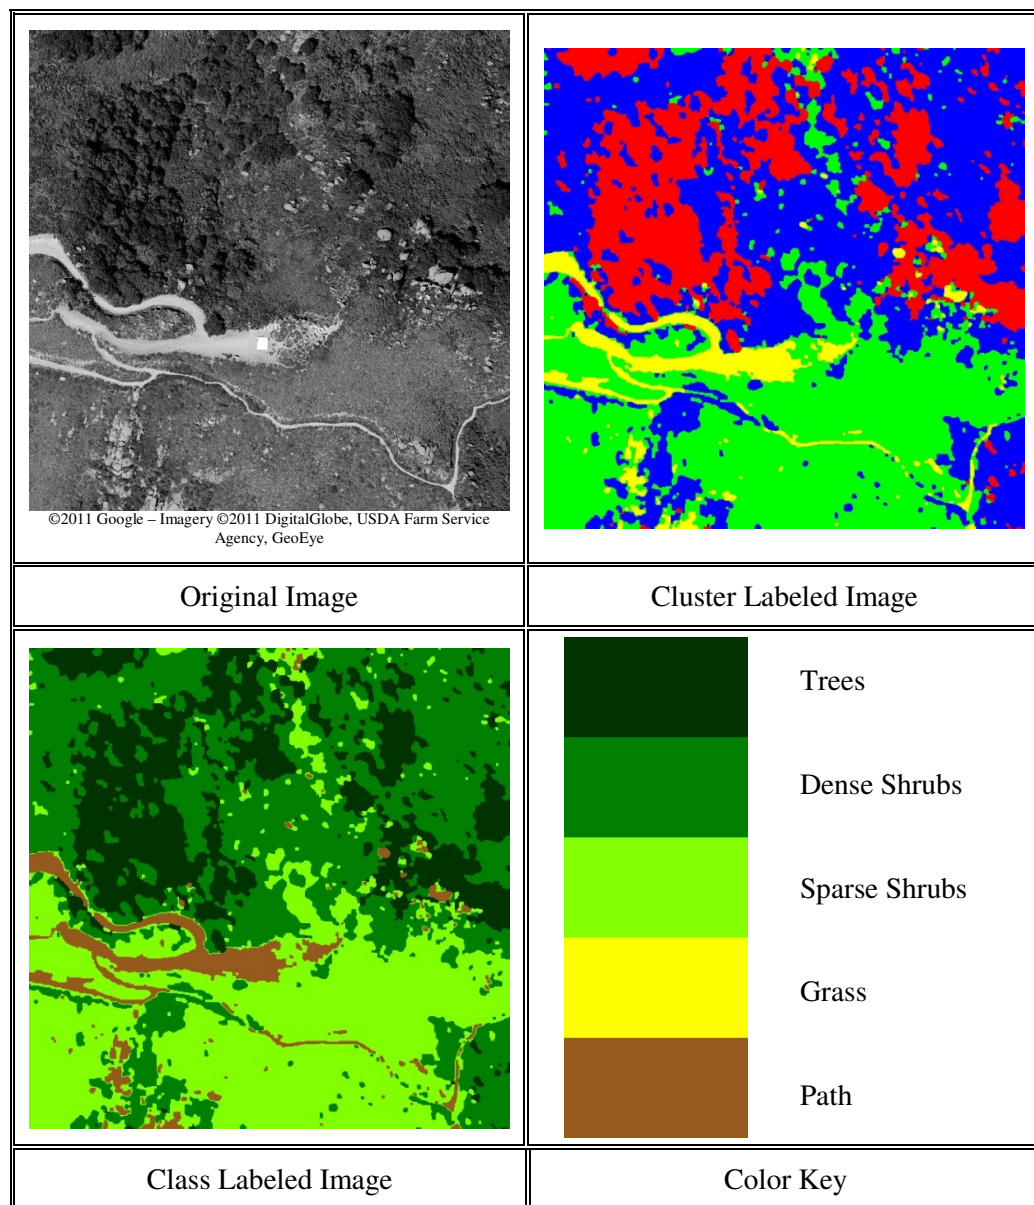 ©2011 Google – Imagery ©2011 DigitalGlobe, USDA Farm Service
Agency, GeoEye
Original Image
Cluster Labeled Image
Trees
Dense Shrubs
Sparse Shrubs
Grass
Path
Class Labeled Image
Color Key